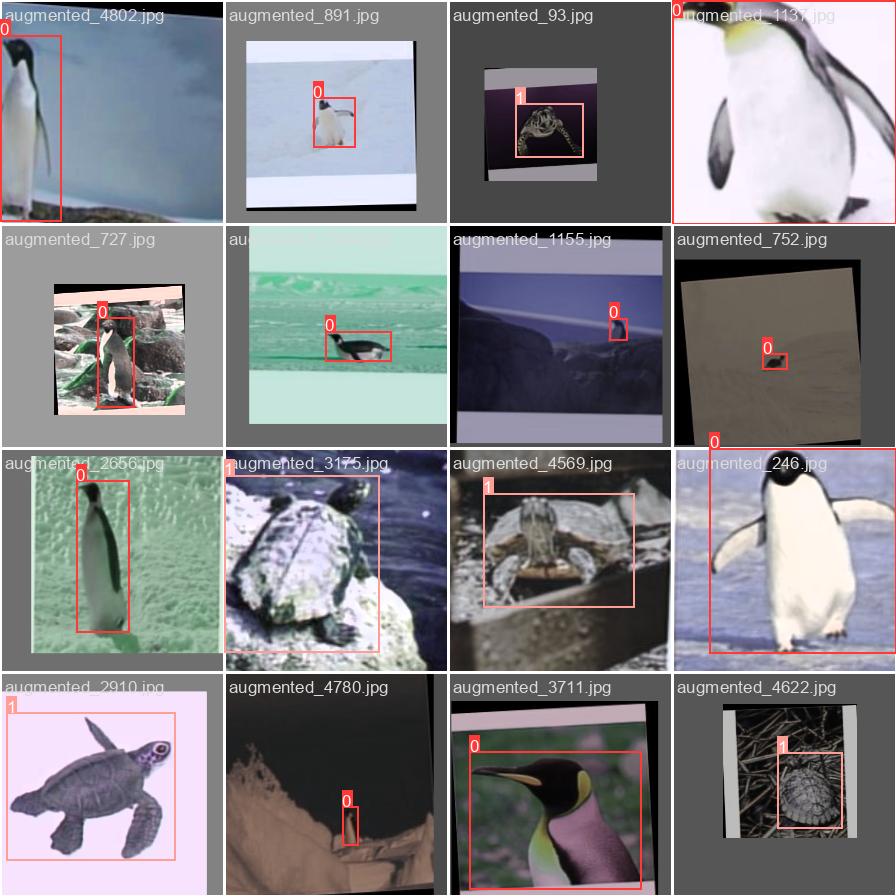 augmented_4802.jpg
0
augmented_891.jpg
0
augmented_93.jpg
1
augmented_1137.jpg
0
augmented_727.jpg
0
0
augmented_1155.jpg
0
augmented_752.jpg
0
augmented_2656.jpg
0
augmented_3175.jpg
1
augmented_4569.jpg
1
augmented_246.jpg
0
augmented_2910.jpg
1
augmented_4780.jpg
0
augmented_3711.jpg
0
augmented_4622.jpg
1